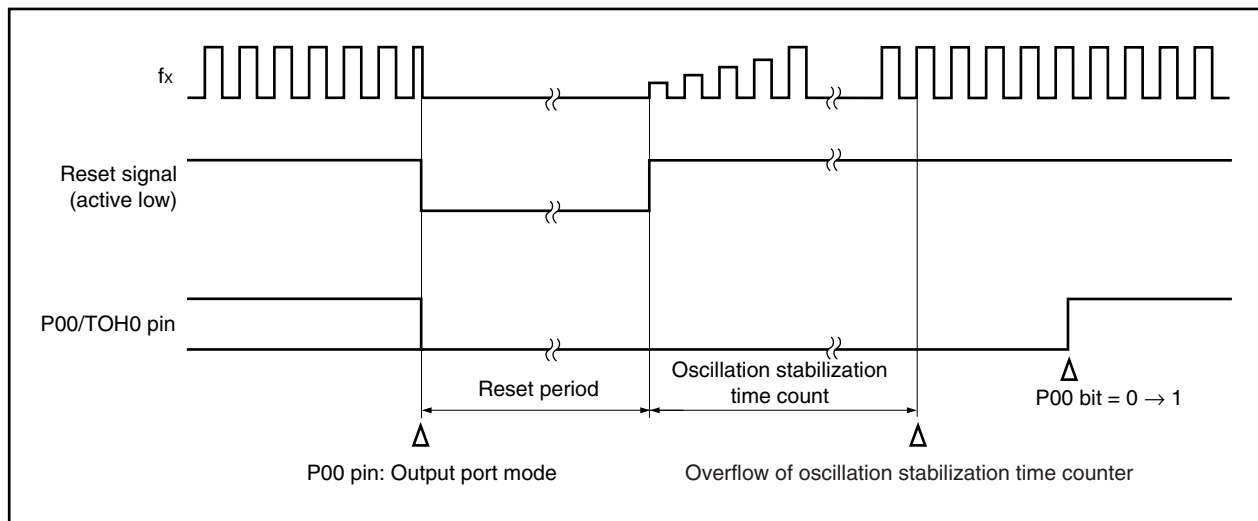 fx
Reset signal
(active low)
P00/TOH0 pin
Reset period
Oscillation stabilization
time count
P00 bit = 0 → 1
P00 pin: Output port mode
Overflow of oscillation stabilization time counter